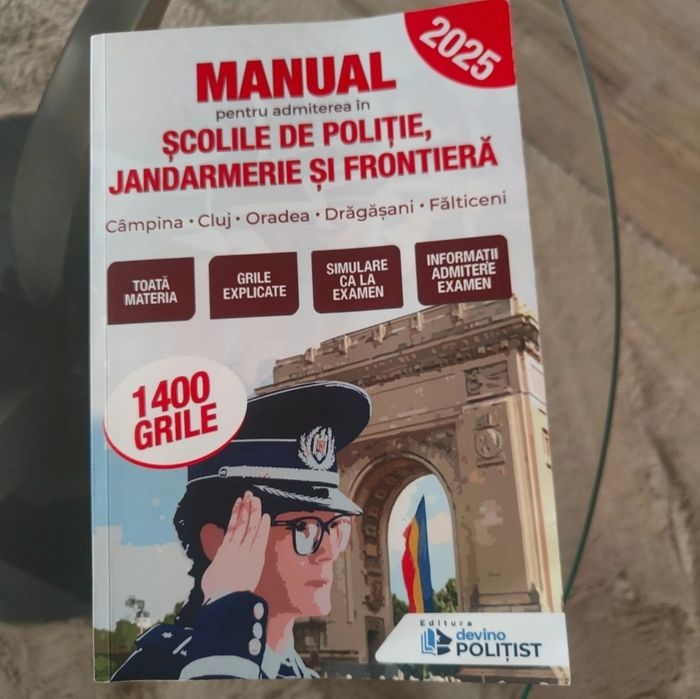 2025
MANUAL
pentru admiterea în
ȘCOLILE DE POLIȚIE,
JANDARMERIE ȘI FRONTIERĂ
Câmpina • Cluj • Oradea • Drăgășani • Fălticeni
TOATĂ
MATERIA
GRILE
EXPLICATE
SIMULARE
CA LA
EXAMEN
INFORMAȚII
ADMITERE
EXAMEN
1400
GRILE
Editura
devino
POLIȚIST